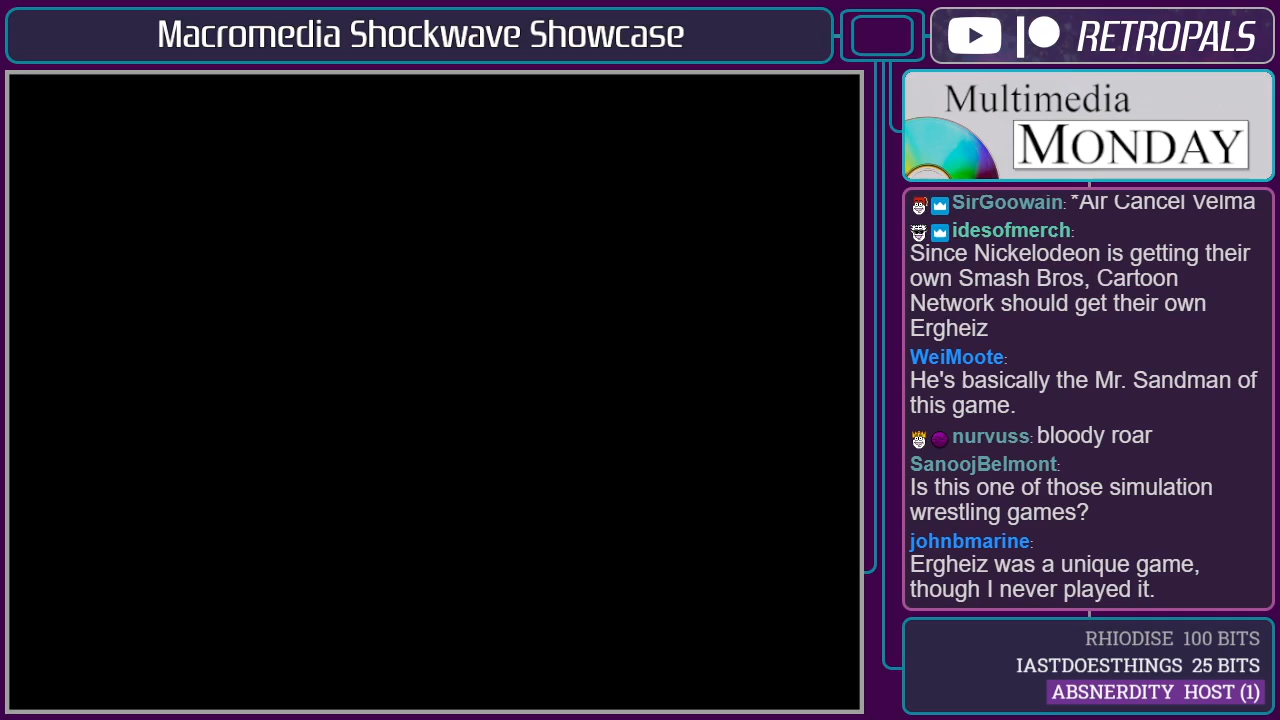 Macromedia Shockwave Showcase
RETROPALS
Multimedia
MONDAY
SirGoowain: *Air Cancel Velma
idesofmerch:
Since Nickelodeon is getting their
own Smash Bros, Cartoon
Network should get their own
Ergheiz
WeiMoote:
He's basically the Mr. Sandman of
this game.
nurvuss: bloody roar
SanoojBelmont:
Is this one of those simulation
wrestling games?
johnbmarine:
Ergheiz was a unique game,
though I never played it.
RHIODISE 100 BITS
IASTDOESTHINGS 25 BITS
ABSNERDITY HOST (1)